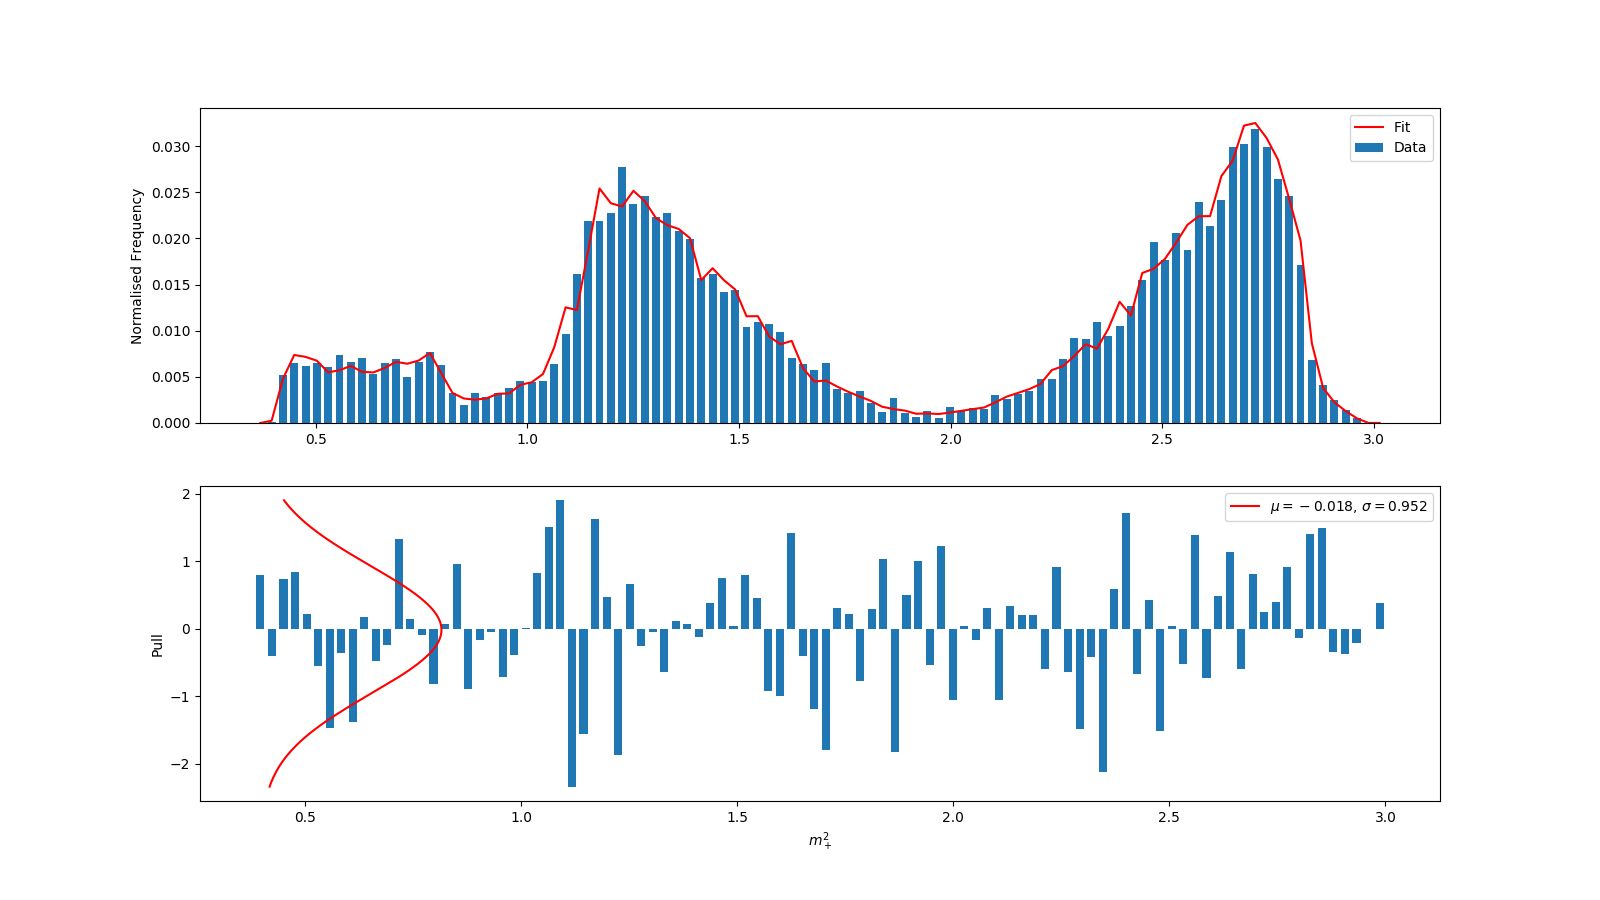 Normalised Frequency
0.030
0.025
0.020
0.015
0.010
0.005
0.000
0.5 1.0 1.5 2.0 2.5 3.0
Fit
Data
Pull
2
1
0
−1
−2
0.5 1.0 1.5 2.0 2.5 3.0
μ = −0.018, σ = 0.952
m₊²